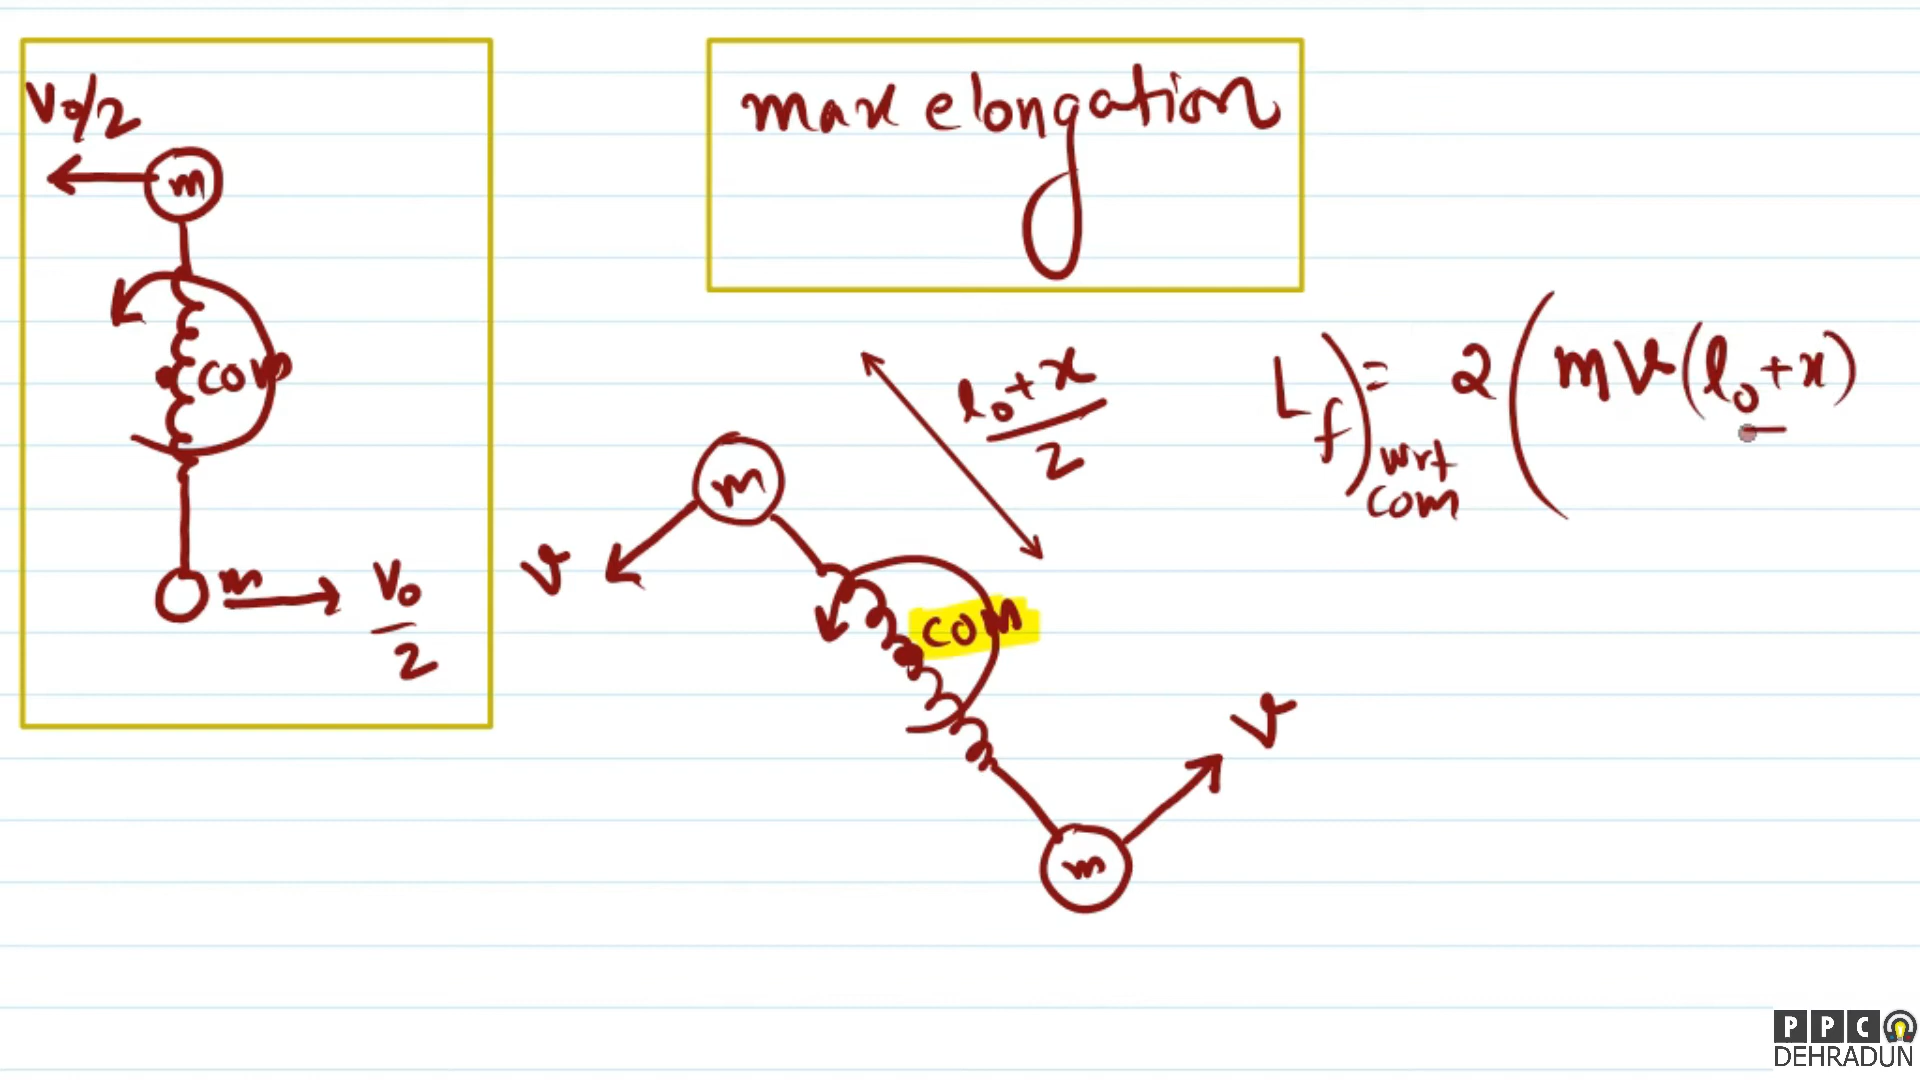 V₀/2
m
com
m
V₀/2
max elongation
(l₀+x)/2
m
v
com
v
m
L_f)wrt com = 2(mv(l₀+x)
PPC
DEHRADUN